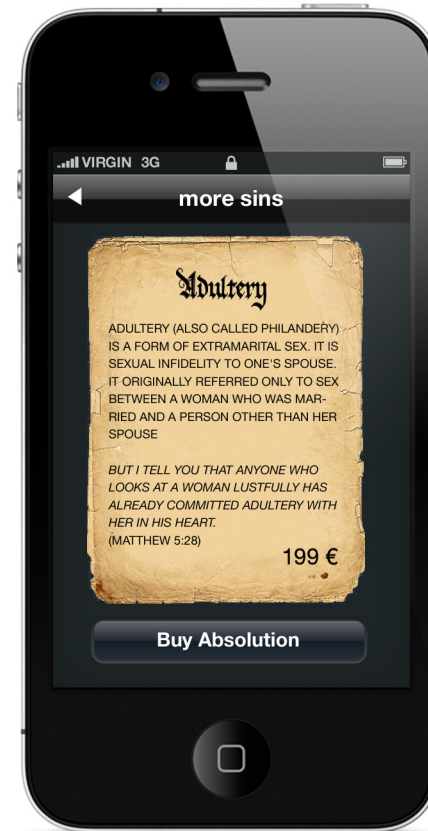 VIRGIN 3G
more sins
Adultery
ADULTERY (ALSO CALLED PHILANDERY)
IS A FORM OF EXTRAMARITAL SEX. IT IS
SEXUAL INFIDELITY TO ONE'S SPOUSE.
IT ORIGINALLY REFERRED ONLY TO SEX
BETWEEN A WOMAN WHO WAS MAR-
RIED AND A PERSON OTHER THAN HER
SPOUSE
BUT I TELL YOU THAT ANYONE WHO
LOOKS AT A WOMAN LUSTFULLY HAS
ALREADY COMMITTED ADULTERY WITH
HER IN HIS HEART.
(MATTHEW 5:28)
199 €
Buy Absolution